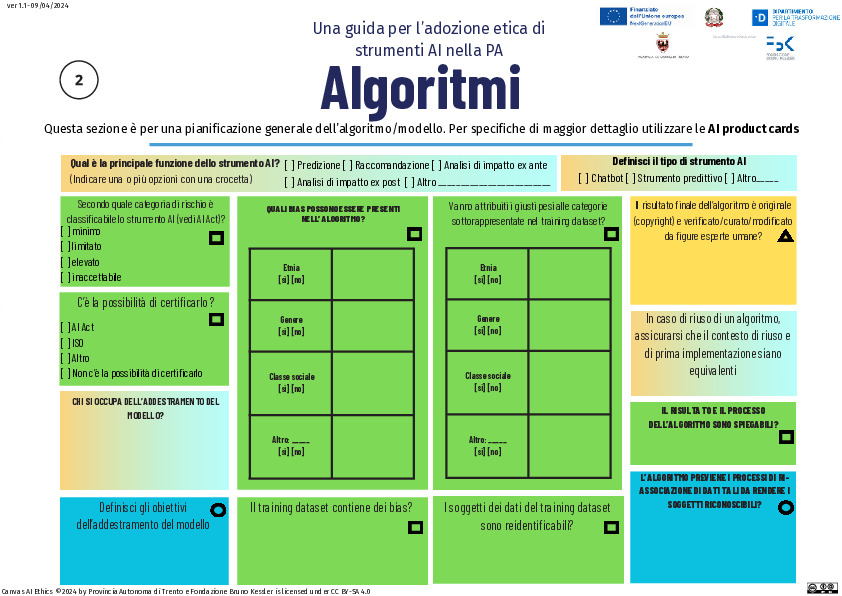 ver 1.1-09/04/2024
Una guida per l'adozione etica di
strumenti AI nella PA
Finanziato
dall'Unione europea
NextGenerationEU
DIPARTIMENTO
PER LA TRASFORMAZIONE
DIGITALE
2
Algoritmi
Questa sezione è per una pianificazione generale dell'algoritmo/modello. Per specifiche di maggior dettaglio utilizzare le AI product cards
Qual è la principale funzione dello strumento AI?
(Indicare una o più opzioni con una crocetta)
[ ] Predizione [ ] Raccomandazione [ ] Analisi di impatto ex ante
[ ] Analisi di impatto ex post [ ] Altro ____________________
Definisci il tipo di strumento AI
[ ] Chatbot [ ] Strumento predittivo [ ] Altro_____
Secondo quale categoria di rischio è
classificabile lo strumento AI (vedi AI Act)?
[ ] minimo
[ ] limitato
[ ] elevato
[ ] inaccettabile
C'è la possibilità di certificarlo ?
[ ] AI Act
[ ] ISO
[ ] Altro
[ ] Non c'è la possibilità di certificarlo
CHI SI OCCUPA DELL'ADDESTRAMENTO DEL
MODELLO?
Definisci gli obiettivi
dell'addestramento del modello
QUALI BIAS POSSONO ESSERE PRESENTI
NELL'ALGORITMO?
Etnia
[si] [no]
Genere
[si] [no]
Classe sociale
[si] [no]
Altro: _____
[si] [no]
Il training dataset contiene dei bias?
Vanno attribuiti i giusti pesi alle categorie
sottorappresentate nel training dataset?
Etnia
[si] [no]
Genere
[si] [no]
Classe sociale
[si] [no]
Altro: _____
[si] [no]
I soggetti dei dati del training dataset
sono reidentificabili?
Il risultato finale dell'algoritmo è originale
(copyright) e verificato/curato/modificato
da figure esperte umane?
In caso di riuso di un algoritmo,
assicurarsi che il contesto di riuso e
di prima implementazione siano
equivalenti
IL RISULTATO E IL PROCESSO
DELL'ALGORITMO SONO SPIEGABILI?
L'ALGORITMO PREVIENE I PROCESSI DI RI-
ASSOCIAZIONE DI DATI TALI DA RENDERE I
SOGGETTI RICONOSCIBILI?
Canvas AI Ethics ©2024 by Provincia Autonoma di Trento e Fondazione Bruno Kessler is licensed under CC BY-SA 4.0